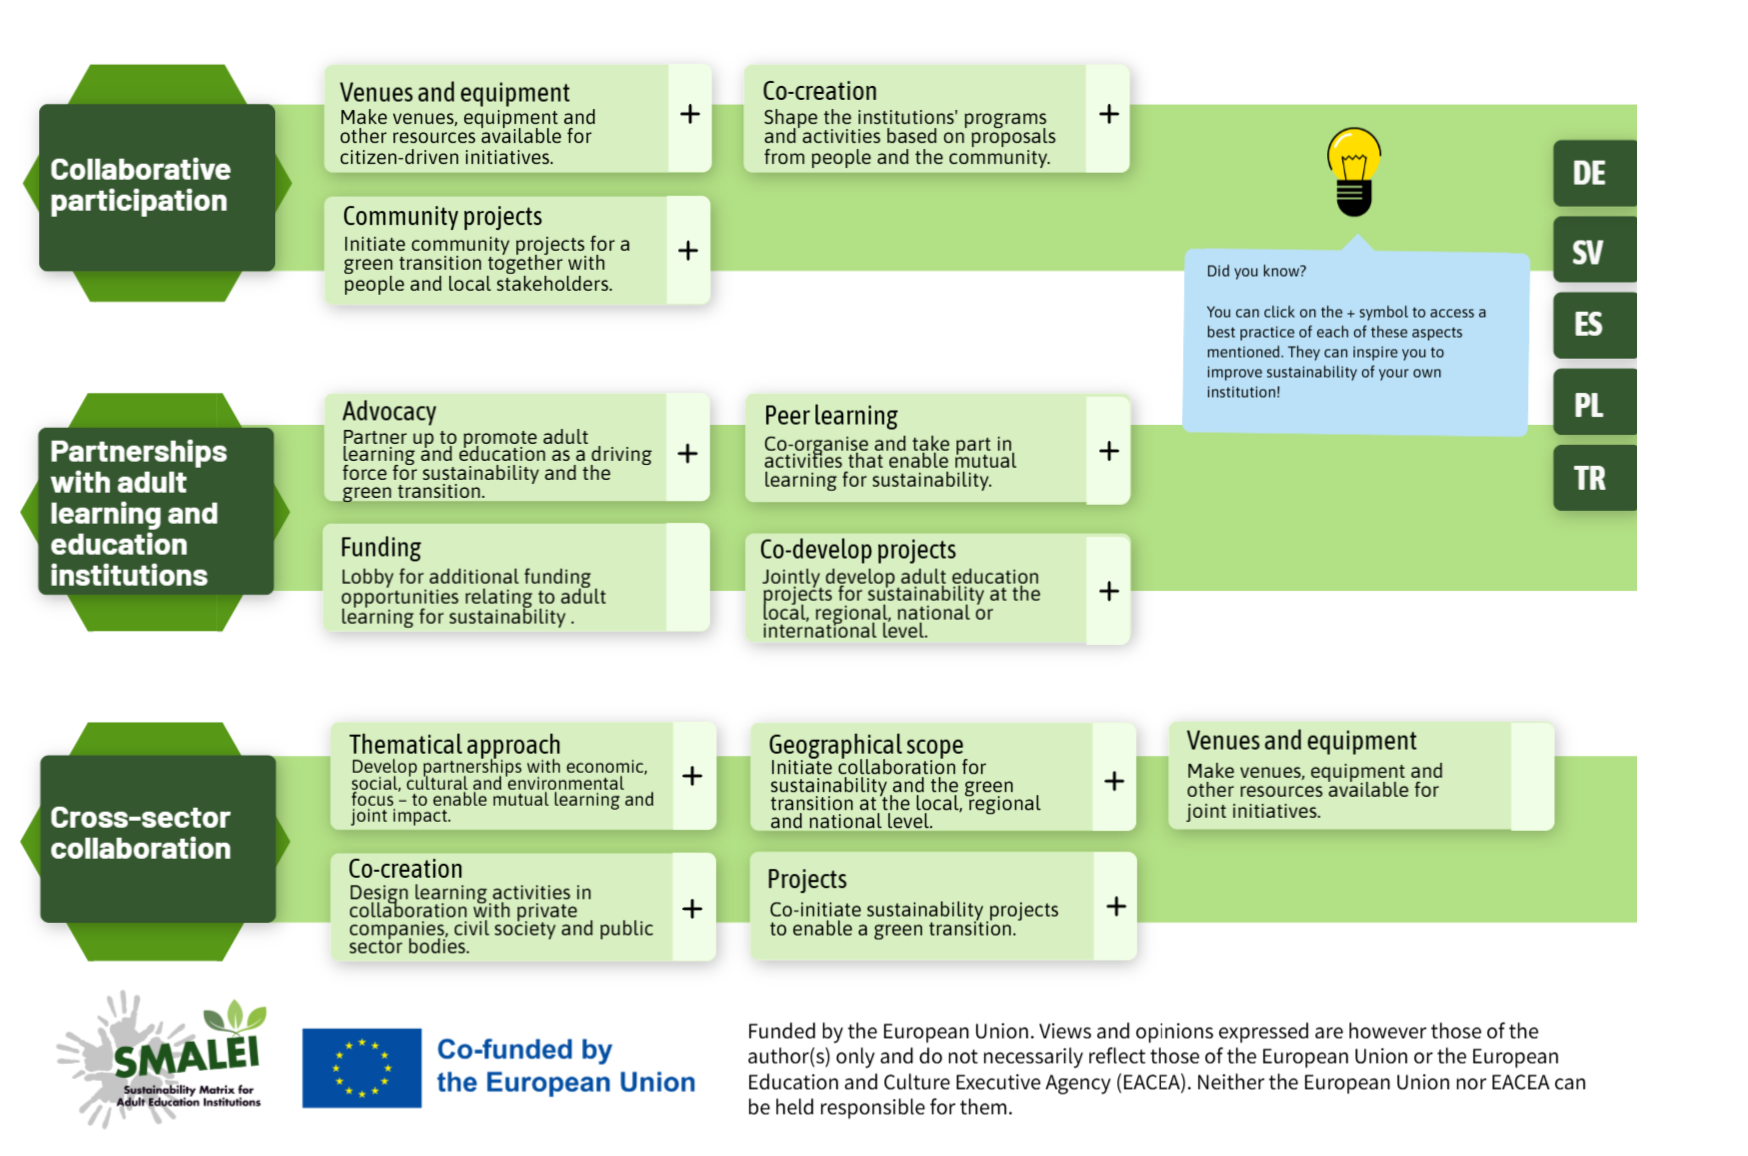 Collaborative
participation
Venues and equipment
Make venues, equipment and
other resources available for
citizen-driven initiatives.
+
Co-creation
Shape the institutions' programs
and activities based on proposals
from people and the community.
+
Community projects
Initiate community projects for a
green transition together with
people and local stakeholders.
+
Did you know?
You can click on the + symbol to access a
best practice of each of these aspects
mentioned. They can inspire you to
improve sustainability of your own
institution!
DE
SV
ES
PL
TR
Partnerships
with adult
learning and
education
institutions
Advocacy
Partner up to promote adult
learning and education as a driving
force for sustainability and the
green transition.
+
Peer learning
Co-organise and take part in
activities that enable mutual
learning for sustainability.
+
Funding
Lobby for additional funding
opportunities relating to adult
learning for sustainability .
Co-develop projects
Jointly develop adult education
projects for sustainability at the
local, regional, national or
international level.
+
Cross-sector
collaboration
Thematical approach
Develop partnerships with economic,
social, cultural and environmental
focus – to enable mutual learning and
joint impact.
+
Geographical scope
Initiate collaboration for
sustainability and the green
transition at the local, regional
and national level.
+
Venues and equipment
Make venues, equipment and
other resources available for
joint initiatives.
Co-creation
Design learning activities in
collaboration with private
companies, civil society and public
sector bodies.
+
Projects
Co-initiate sustainability projects
to enable a green transition.
+
SMALEI
Sustainability Matrix for
Adult Education Institutions
Co-funded by
the European Union
Funded by the European Union. Views and opinions expressed are however those of the
author(s) only and do not necessarily reflect those of the European Union or the European
Education and Culture Executive Agency (EACEA). Neither the European Union nor EACEA can
be held responsible for them.